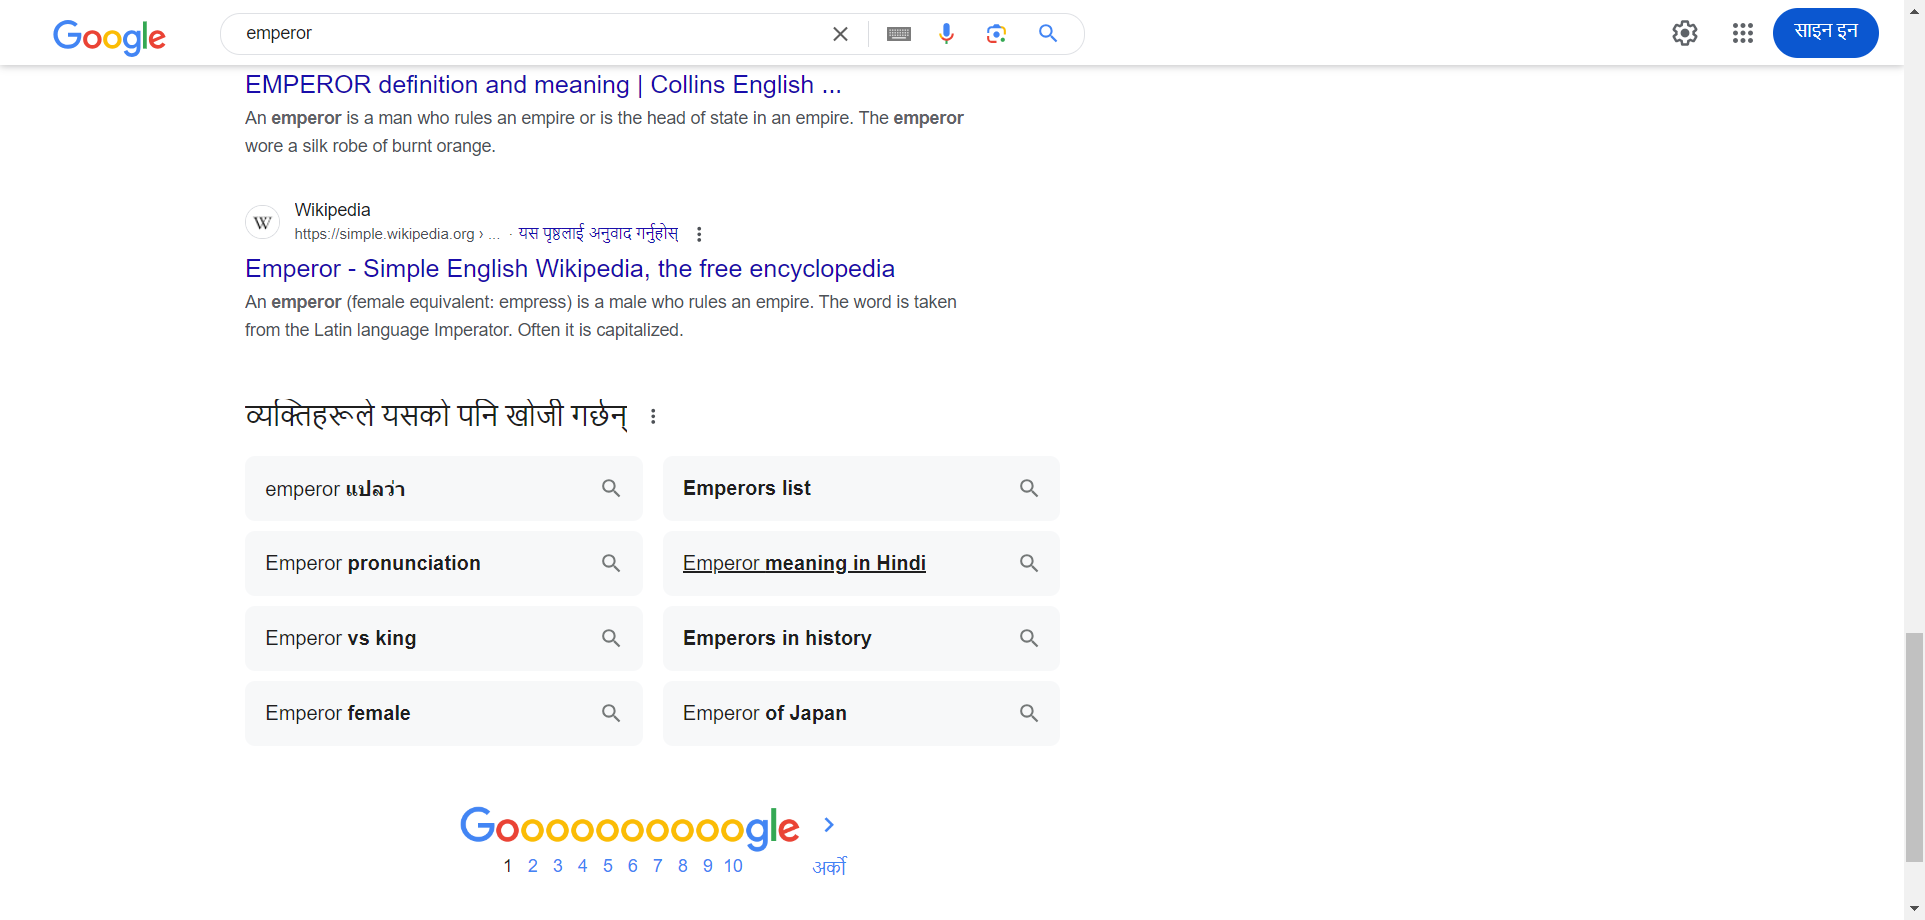 Google
emperor
साइन इन
EMPEROR definition and meaning | Collins English ...
An emperor is a man who rules an empire or is the head of state in an empire. The emperor
wore a silk robe of burnt orange.
W
Wikipedia
https://simple.wikipedia.org › ... · यस पृष्ठलाई अनुवाद गर्नुहोस्
Emperor - Simple English Wikipedia, the free encyclopedia
An emperor (female equivalent: empress) is a male who rules an empire. The word is taken
from the Latin language Imperator. Often it is capitalized.
व्यक्तिहरूले यसको पनि खोजी गर्छन्
emperor แปลว่า
Emperors list
Emperor pronunciation
Emperor meaning in Hindi
Emperor vs king
Emperors in history
Emperor female
Emperor of Japan
Goooooooooogle
1 2 3 4 5 6 7 8 9 10 अर्को